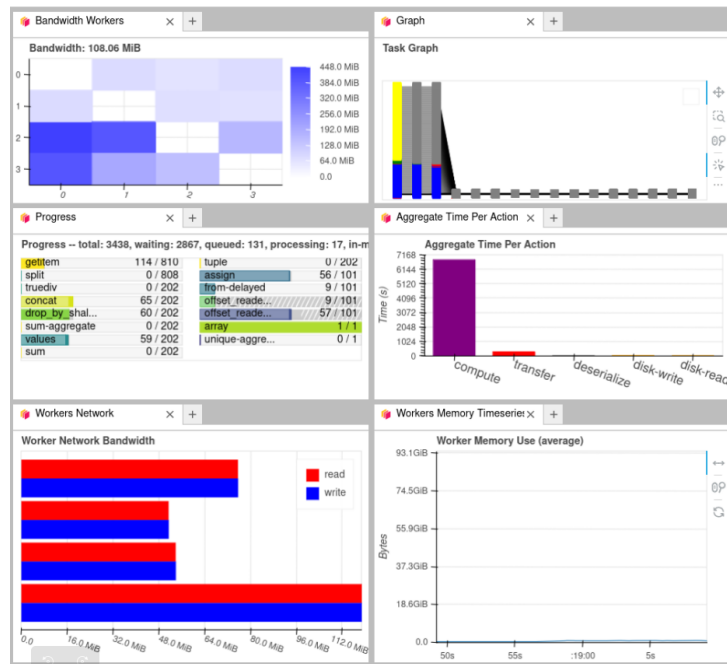 Bandwidth Workers
Bandwidth: 108.06 MiB
0
1
2
3
0
1
2
3
448.0 MiB
384.0 MiB
320.0 MiB
256.0 MiB
192.0 MiB
128.0 MiB
64.0 MiB
0.0
Graph
Task Graph
Progress
Progress -- total: 3438, waiting: 2867, queued: 131, processing: 17, in-m
getitem 114 / 810
split 0 / 808
truediv 0 / 202
concat 65 / 202
drop_by_shal... 60 / 202
sum-aggregate 0 / 202
values 59 / 202
sum 0 / 202
tuple 0 / 202
assign 56 / 101
from-delayed 9 / 101
offset_reade... 9 / 101
offset_reade... 57 / 101
array 1 / 1
unique-aggre... 0 / 1
Aggregate Time Per Action
Aggregate Time Per Action
Time (s)
7168
6144
5120
4096
3072
2048
1024
0
compute
transfer
deserialize
disk-write
disk-read
Workers Network
Worker Network Bandwidth
read
write
0.0
16.0 MiB
32.0 MiB
48.0 MiB
64.0 MiB
80.0 MiB
96.0 MiB
112.0 MiB
Workers Memory Timeseries
Worker Memory Use (average)
Bytes
93.1GiB
74.5GiB
55.9GiB
37.3GiB
18.6GiB
0.0
50s
55s
:19:00
5s